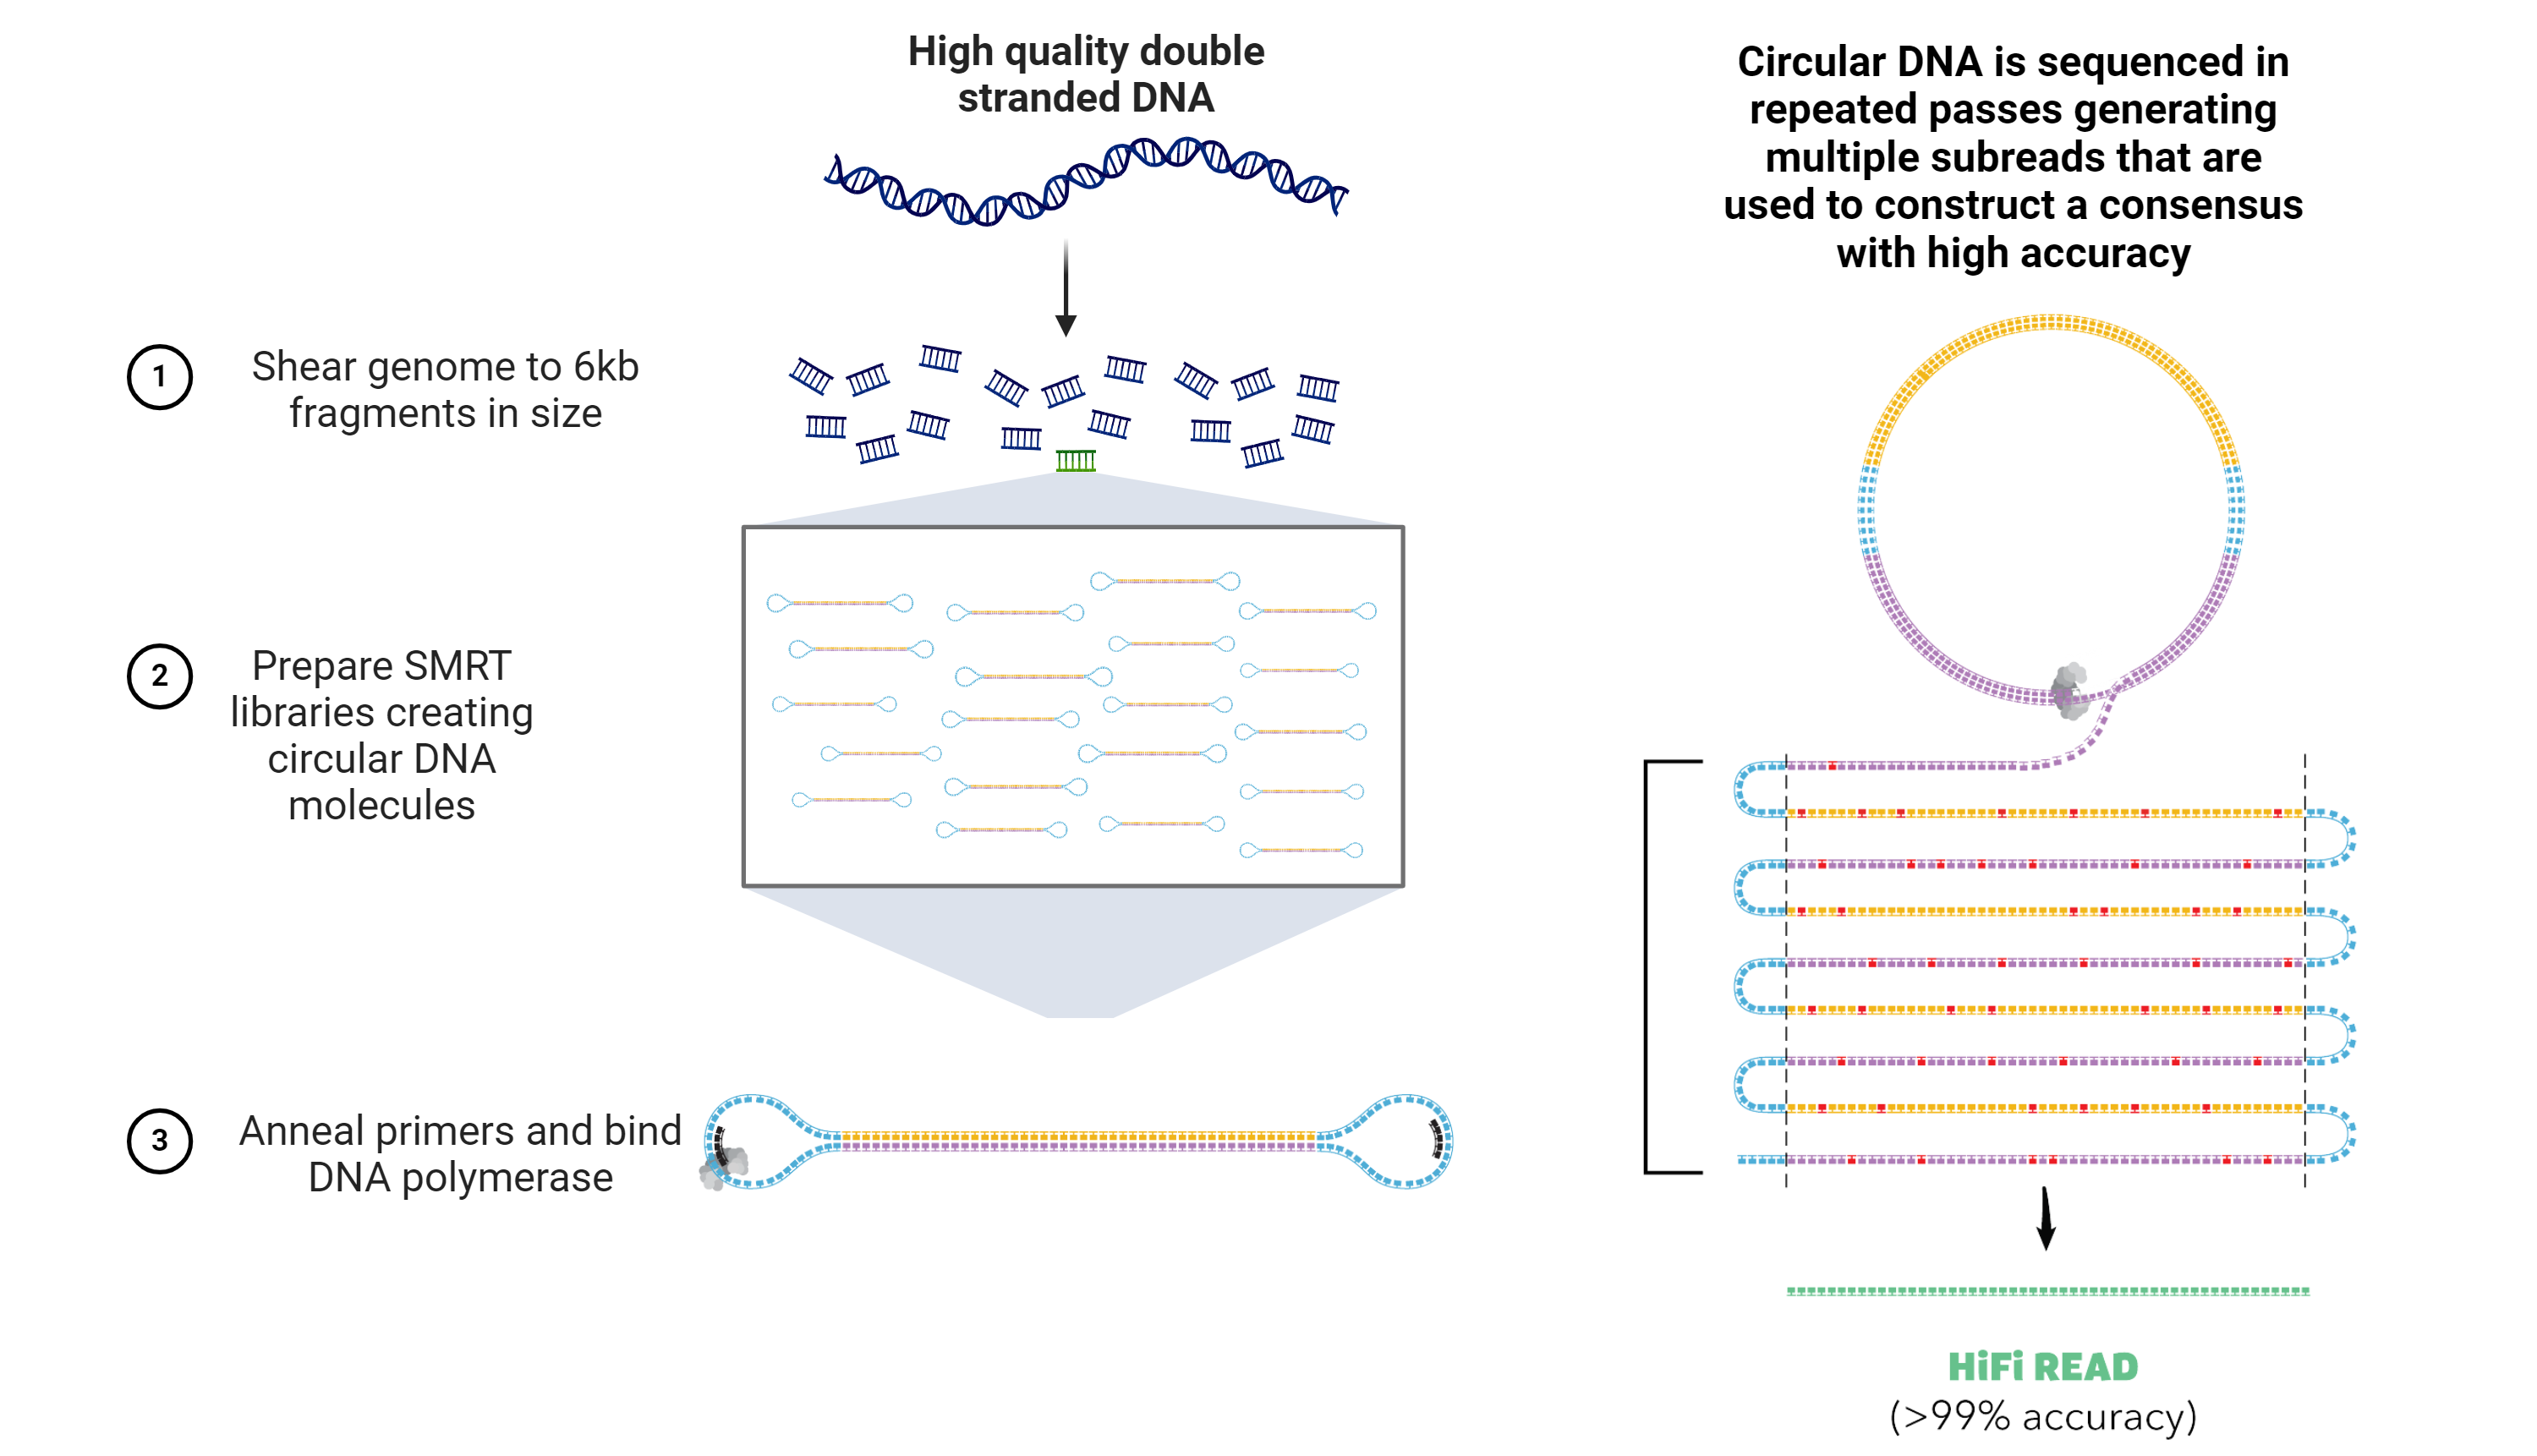 High quality double
stranded DNA
1
Shear genome to 6kb
fragments in size
2
Prepare SMRT
libraries creating
circular DNA
molecules
3
Anneal primers and bind
DNA polymerase
Circular DNA is sequenced in
repeated passes generating
multiple subreads that are
used to construct a consensus
with high accuracy
HiFi READ
(>99% accuracy)